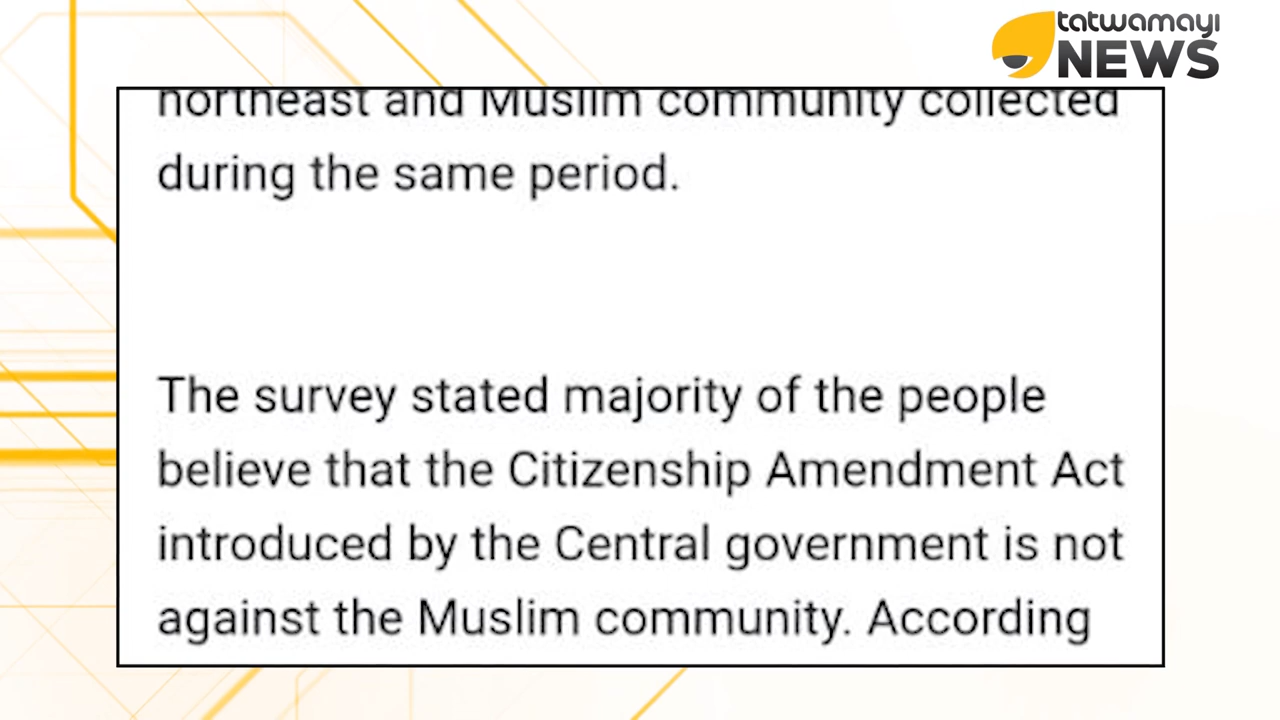 tatwamayi
NEWS
northeast and Muslim community collected
during the same period.
The survey stated majority of the people
believe that the Citizenship Amendment Act
introduced by the Central government is not
against the Muslim community. According